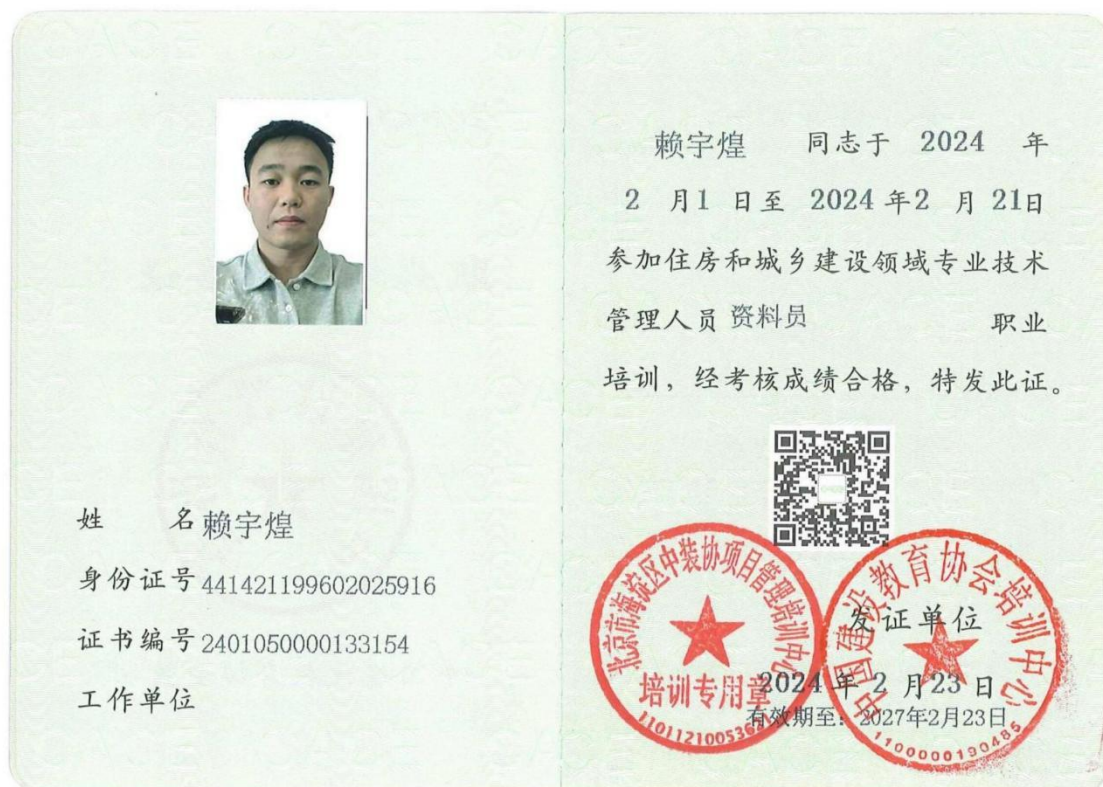 姓 名 赖宇煌
身份证号 441421199602025916
证书编号 2401050000133154
工作单位
赖宇煌 同志于 2024 年
2 月 1 日至 2024 年 2 月 21 日
参加住房和城乡建设领域专业技术
管理人员 资料员 职业
培训，经考核成绩合格，特发此证。
北京市海淀区中装协项目管理培训中心
培训专用章
中国建设教育协会培训中心
1100000190485
发证单位
2024 年 2 月 23 日
有效期至：2027年2月23日